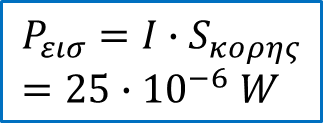 P_εισ = I · S_κορης
= 25 · 10⁻⁶ W